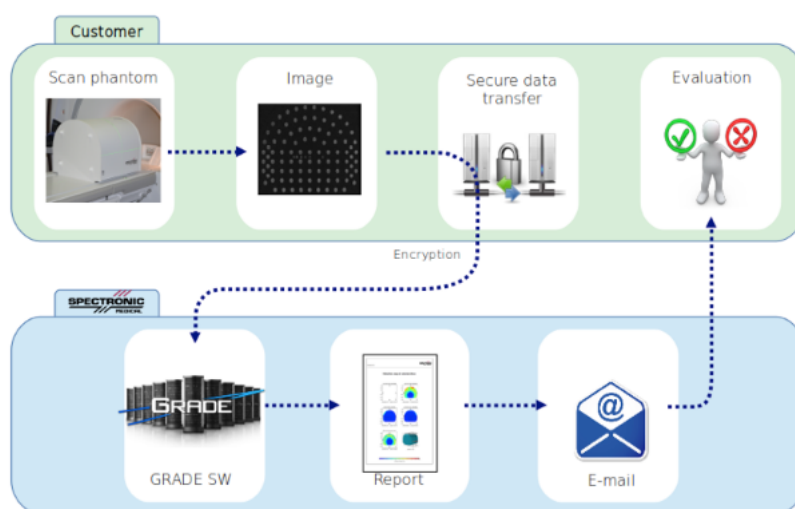 Customer
Scan phantom
Image
Secure data
transfer
Evaluation
Encryption
SPECTRONIC
MEDICAL
GRADE
GRADE SW
Report
@
E-mail